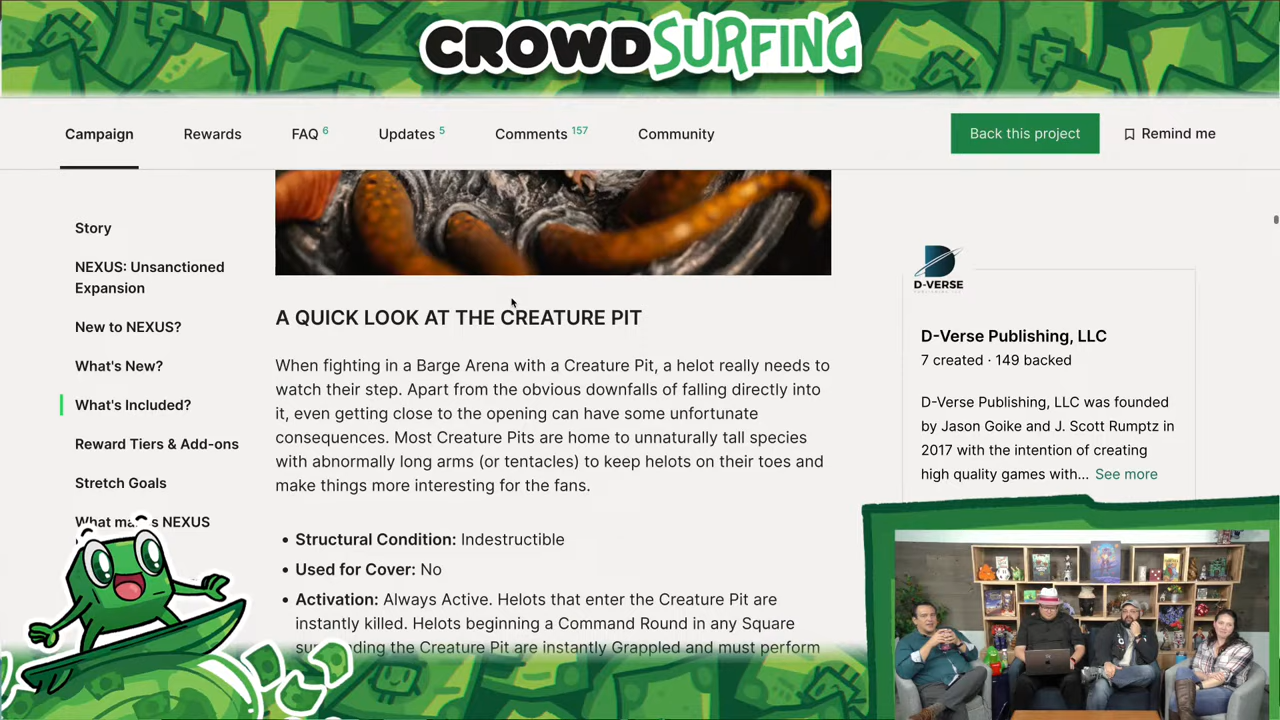 CROWDSURFING
Campaign
Rewards
FAQ 6
Updates 5
Comments 157
Community
Back this project
Remind me
Story
NEXUS: Unsanctioned
Expansion
New to NEXUS?
What's New?
What's Included?
Reward Tiers & Add-ons
Stretch Goals
What mak s NEXUS
A QUICK LOOK AT THE CREATURE PIT
When fighting in a Barge Arena with a Creature Pit, a helot really needs to
watch their step. Apart from the obvious downfalls of falling directly into
it, even getting close to the opening can have some unfortunate
consequences. Most Creature Pits are home to unnaturally tall species
with abnormally long arms (or tentacles) to keep helots on their toes and
make things more interesting for the fans.
• Structural Condition: Indestructible
• Used for Cover: No
• Activation: Always Active. Helots that enter the Creature Pit are
instantly killed. Helots beginning a Command Round in any Square
surrounding the Creature Pit are instantly Grappled and must perform
D-VERSE
D-Verse Publishing, LLC
7 created · 149 backed
D-Verse Publishing, LLC was founded
by Jason Goike and J. Scott Rumptz in
2017 with the intention of creating
high quality games with... See more